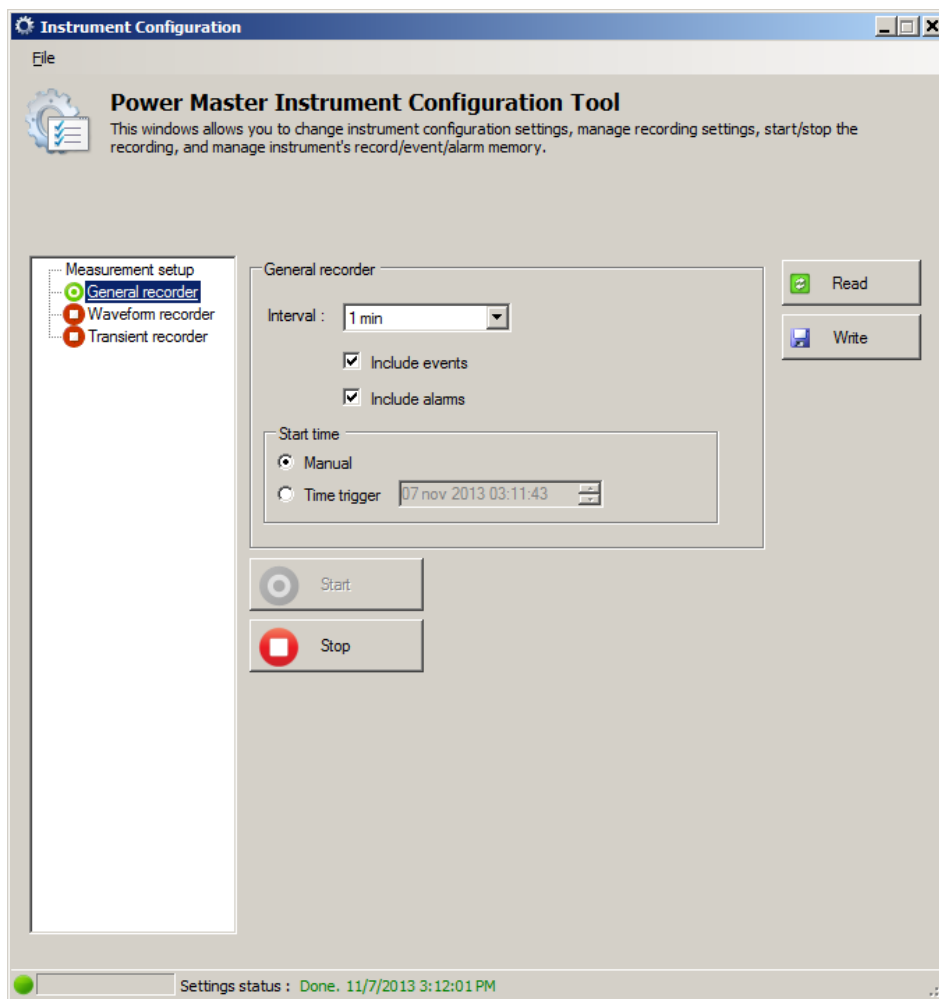 Instrument Configuration
File
Power Master Instrument Configuration Tool
This windows allows you to change instrument configuration settings, manage recording settings, start/stop the
recording, and manage instrument's record/event/alarm memory.
Measurement setup
General recorder
Waveform recorder
Transient recorder
General recorder
Interval :
1 min
Include events
Include alarms
Start time
Manual
Time trigger
07 nov 2013 03:11:43
Start
Stop
Read
Write
Settings status : Done. 11/7/2013 3:12:01 PM